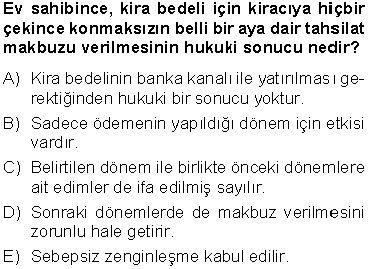 Ev sahibince, kira bedeli için kiracıya hiçbir
çekince konmaksızın belli bir aya dair tahsilat
makbuzu verilmesinin hukuki sonucu nedir?
A) Kira bedelinin banka kanalı ile yatırılması ge-
rektiğinden hukuki bir sonucu yoktur.
B) Sadece ödemenin yapıldığı dönem için etkisi
vardır.
C) Belirtilen dönem ile birlikte önceki dönemlere
ait edimler de ifa edilmiş sayılır.
D) Sonraki dönemlerde de makbuz verilmesini
zorunlu hale getirir.
E) Sebepsiz zenginleşme kabul edilir.